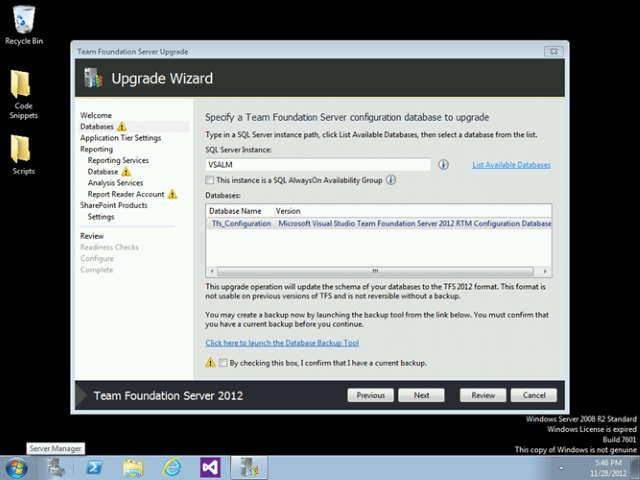 Recycle Bin
Code
Snippets
Scripts
Team Foundation Server Upgrade
Upgrade Wizard
Welcome
Databases
Application Tier Settings
Reporting
Reporting Services
Database
Analysis Services
Report Reader Account
SharePoint Products
Settings
Review
Readiness Checks
Configure
Complete
Specify a Team Foundation Server configuration database to upgrade
Type in a SQL Server instance path, click List Available Databases, then select a database from the list.
SQL Server Instance:
VSALM
List Available Databases
This instance is a SQL AlwaysOn Availability Group
Databases:
Database Name Version
Tfs_Configuration Microsoft Visual Studio Team Foundation Server 2012 RTM Configuration Database
This upgrade operation will update the schema of your databases to the TFS 2012 format. This format is
not usable on previous versions of TFS and is not reversible without a backup.
You may create a backup now by launching the backup tool from the link below. You must confirm that
you have a current backup before you continue.
Click here to launch the Database Backup Tool
By checking this box, I confirm that I have a current backup.
Team Foundation Server 2012
Previous Next Review Cancel
Windows Server 2008 R2 Standard
Windows License is expired
Build 7601
This copy of Windows is not genuine
Server Manager
5:46 PM
11/28/2012